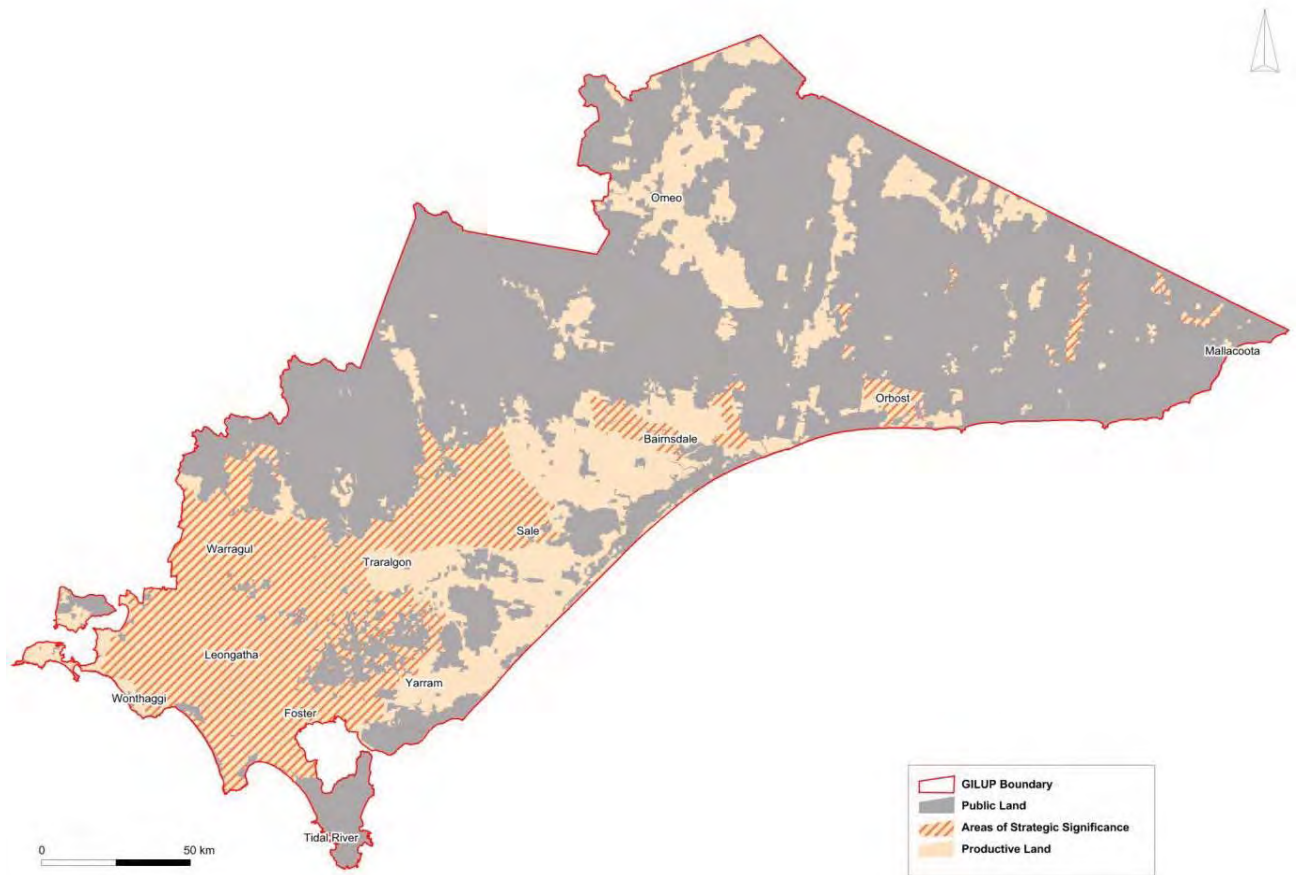 Omeo
Mallacoota
Orbost
Bairnsdale
Sale
Warragul
Traralgon
Leongatha
Yarram
Wonthaggi
Foster
Tidal River
0 50 km
GILUP Boundary
Public Land
Areas of Strategic Significance
Productive Land